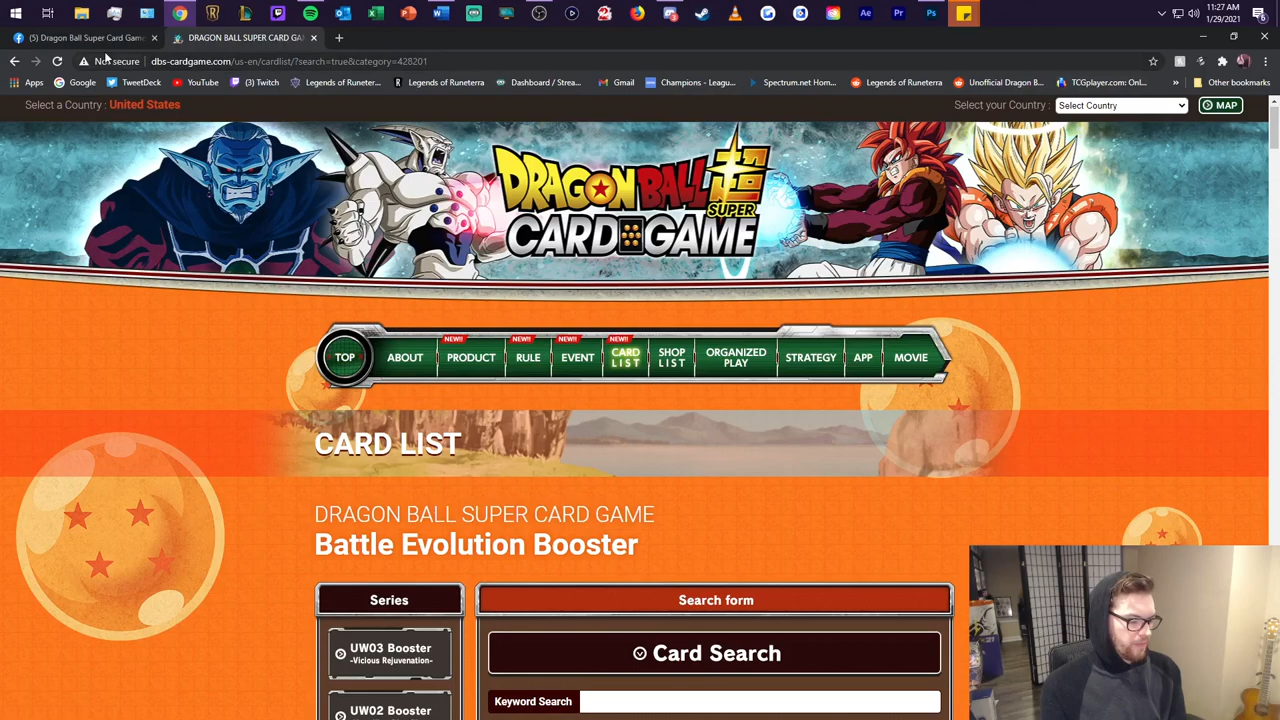 11:27 AM
1/29/2021
6
(5) Dragon Ball Super Card Game
DRAGON BALL SUPER CARD GA
Not secure
dbs-cardgame.com/us-en/cardlist/?search=true&category=428201
Apps
Google
TweetDeck
YouTube
(3) Twitch
Legends of Runeterr...
Legends of Runeterra
Dashboard / Strea...
Gmail
Champions - Leagu...
Spectrum.net Hom...
Legends of Runeterra
Unofficial Dragon B...
TCGplayer.com: Onl...
»
Other bookmarks
Select a Country : United States
Select your Country :
Select Country
MAP
DRAGON BALL
超
SUPER
CARD GAME
TOP
ABOUT
NEW!!
PRODUCT
NEW!!
RULE
NEW!!
EVENT
NEW!!
CARD
LIST
SHOP
LIST
ORGANIZED
PLAY
STRATEGY
APP
MOVIE
CARD LIST
DRAGON BALL SUPER CARD GAME
Battle Evolution Booster
Series
Search form
UW03 Booster
-Vicious Rejuvenation-
UW02 Booster
Card Search
Keyword Search